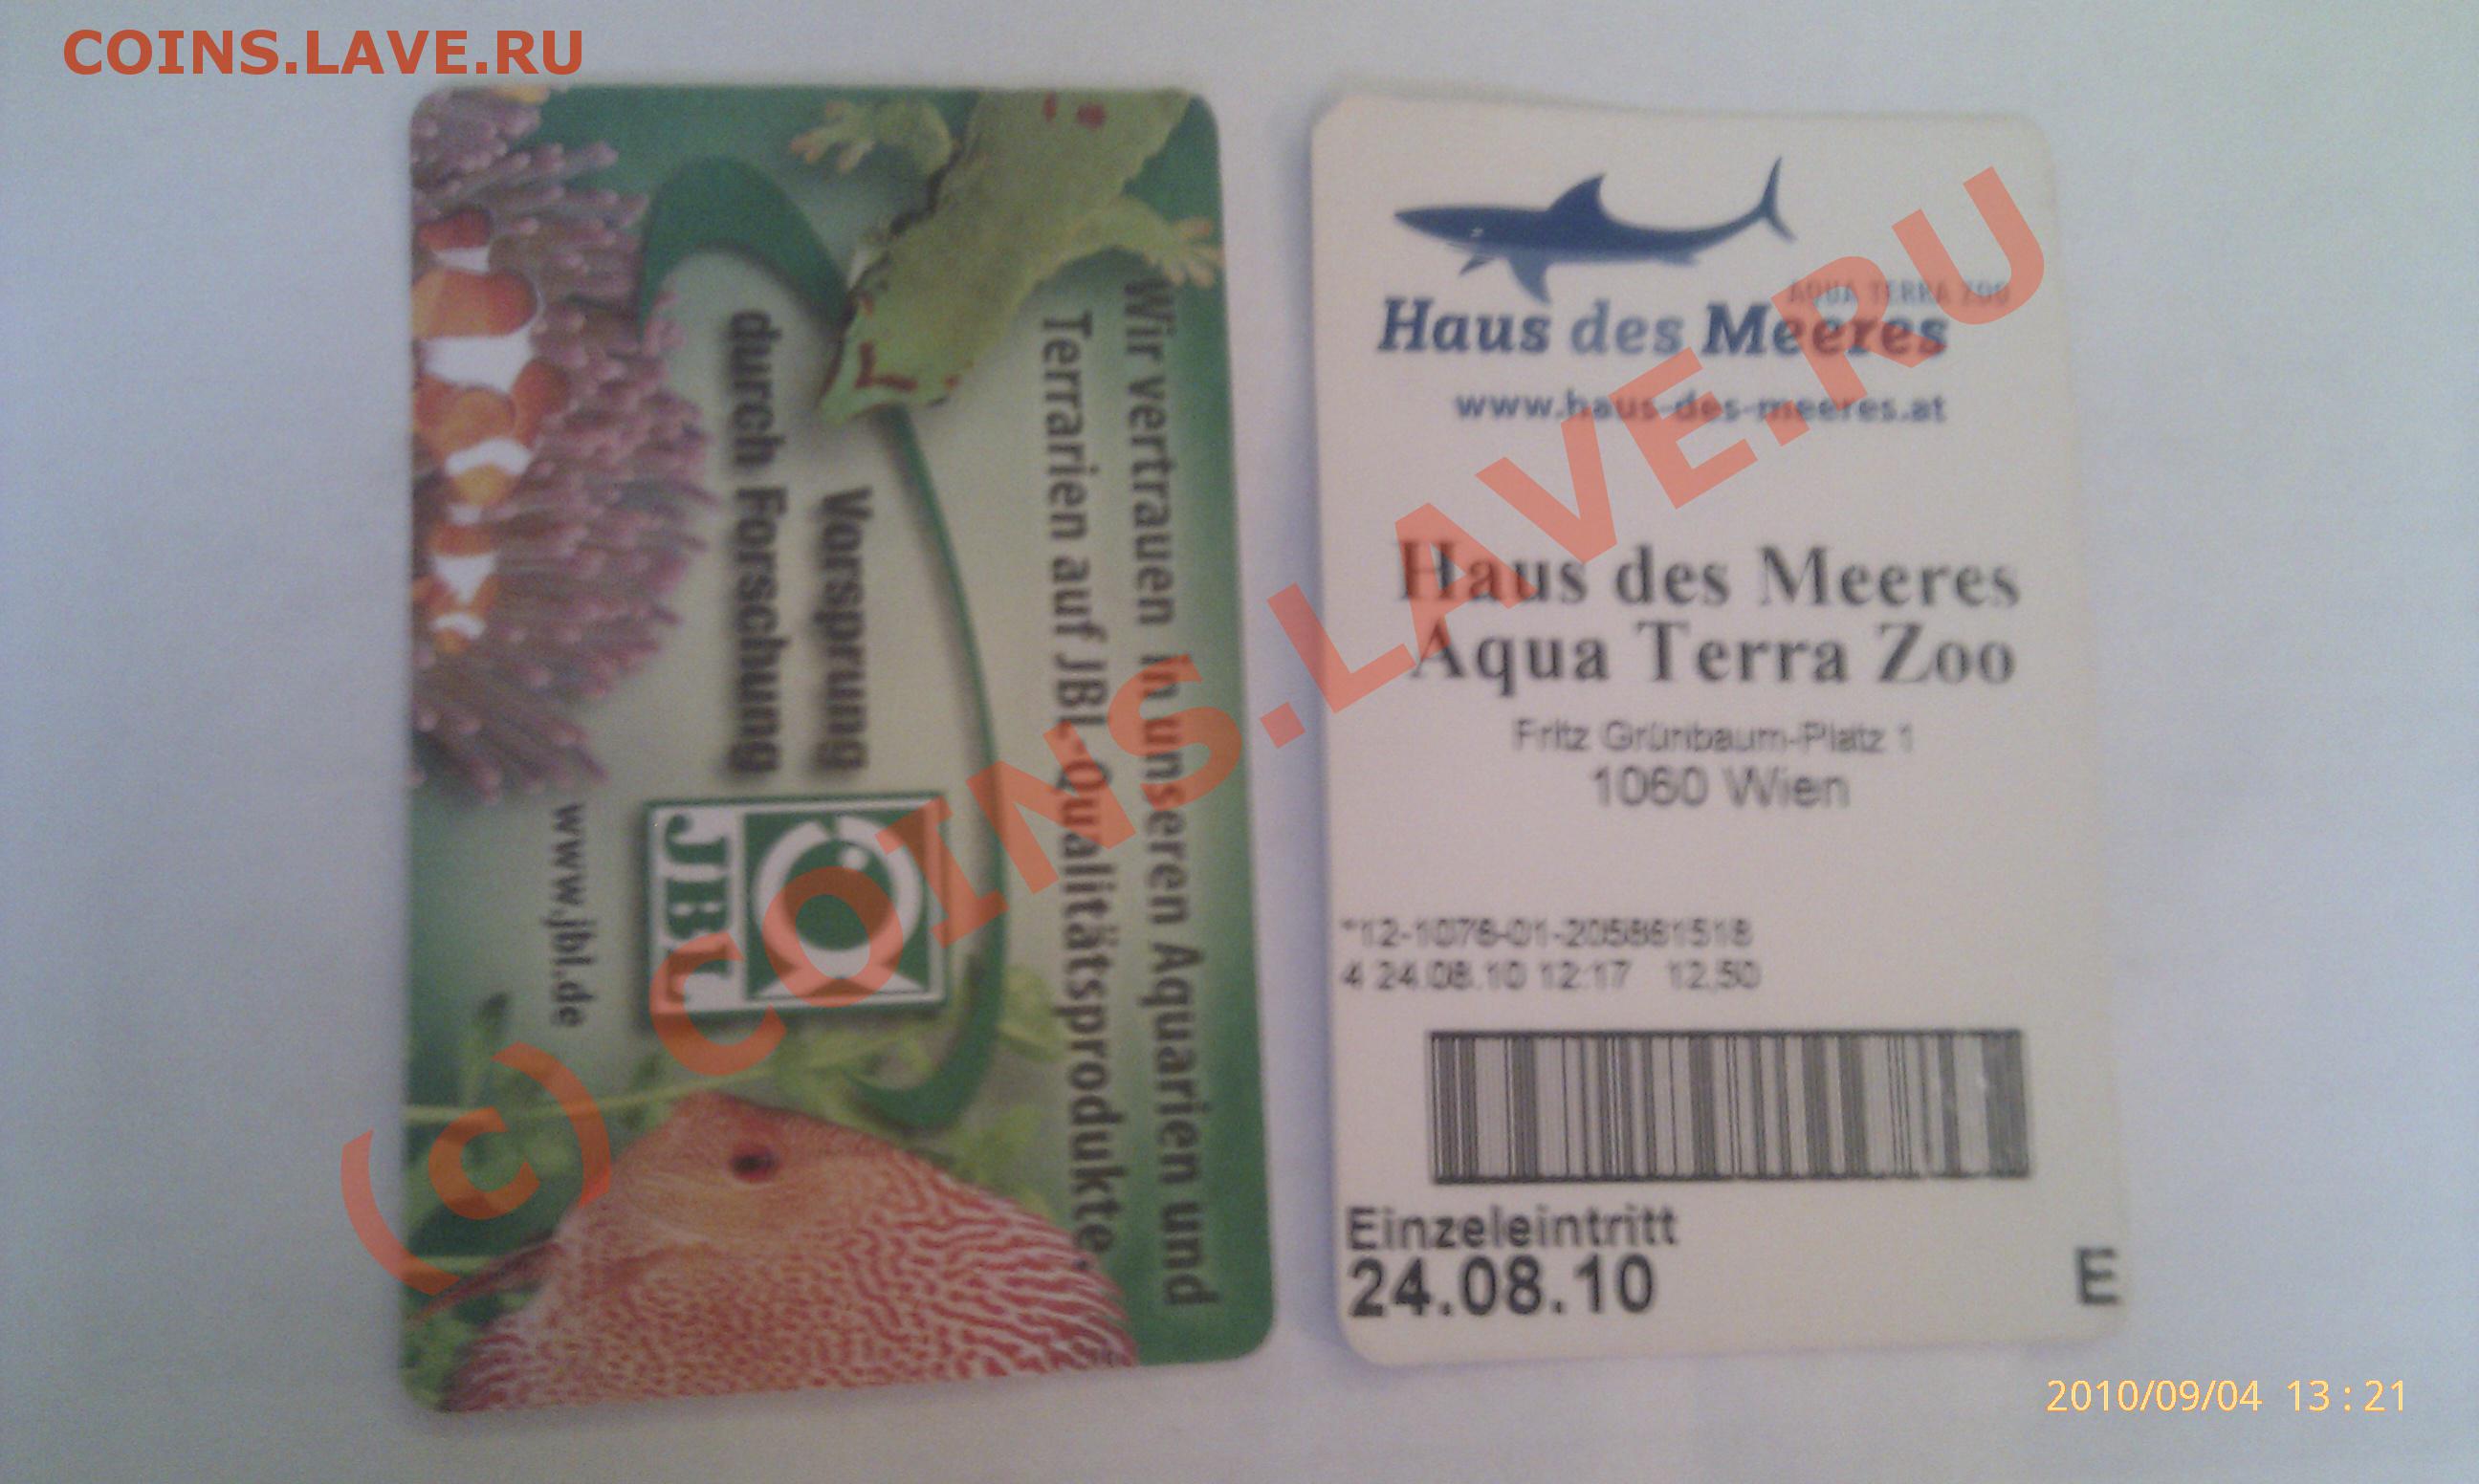 COINS.LAVE.RU
Wir vertrauen in unseren Aquarien und
Terrarien auf JBL-Qualitätsprodukte.
Vorsprung
durch Forschung
JBL
www.jbl.de
AQUA TERRA ZOO
Haus des Meeres
www.haus-des-meeres.at
Haus des Meeres
Aqua Terra Zoo
Fritz Grünbaum-Platz 1
1060 Wien
*12-1076-01-205861518
4 24.08.10 12:17 12,50
Einzeleintritt
24.08.10
E
(c) COINS.LAVE.RU
2010/09/04 13:21